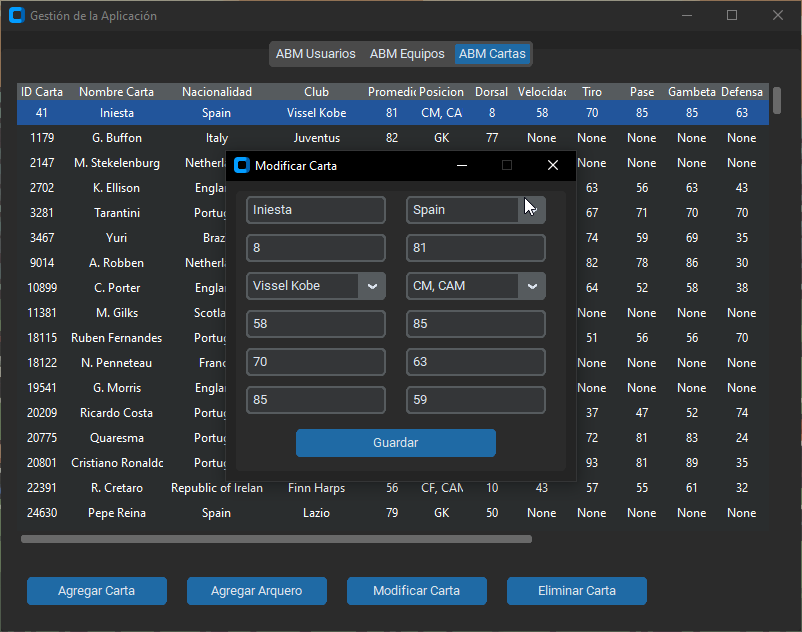 Gestión de la Aplicación
ABM Usuarios ABM Equipos ABM Cartas
ID Carta Nombre Carta Nacionalidad Club Promedic Posicion Dorsal Velocidac Tiro Pase Gambeta Defensa
41 Iniesta Spain Vissel Kobe 81 CM, CA 8 58 70 85 85 63
1179 G. Buffon Italy Juventus 82 GK 77 None None None None None
2147 M. Stekelenburg Netherl None None None None
2702 K. Ellison Englar 63 56 63 43
3281 Tarantini Portug 67 71 70 70
3467 Yuri Braz 74 59 69 35
9014 A. Robben Netherl 82 78 86 30
10899 C. Porter Englar 64 52 58 38
11381 M. Gilks Scotla None None None None
18115 Ruben Fernandes Portug 51 56 56 70
18122 N. Penneteau Franc None None None None
19541 G. Morris Englar None None None None
20209 Ricardo Costa Portug 37 47 52 74
20775 Quaresma Portug 72 81 83 24
20801 Cristiano Ronaldc Portug 93 81 89 35
22391 R. Cretaro Republic of Irelan Finn Harps 56 CF, CAM 10 43 57 55 61 32
24630 Pepe Reina Spain Lazio 79 GK 50 None None None None None
Modificar Carta
Iniesta Spain
8 81
Vissel Kobe CM, CAM
58 85
70 63
85 59
Guardar
Agregar Carta Agregar Arquero Modificar Carta Eliminar Carta